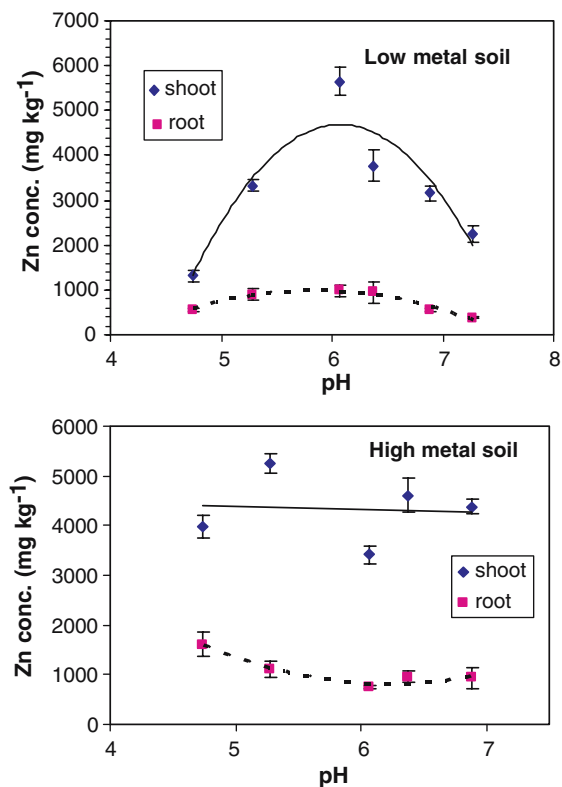 7000
6000
5000
4000
3000
2000
1000
0
Zn conc. (mg kg⁻¹)
Low metal soil
shoot
root
4 5 6 7 8
pH
6000
5000
4000
3000
2000
1000
0
Zn conc. (mg kg⁻¹)
High metal soil
shoot
root
4 5 6 7
pH